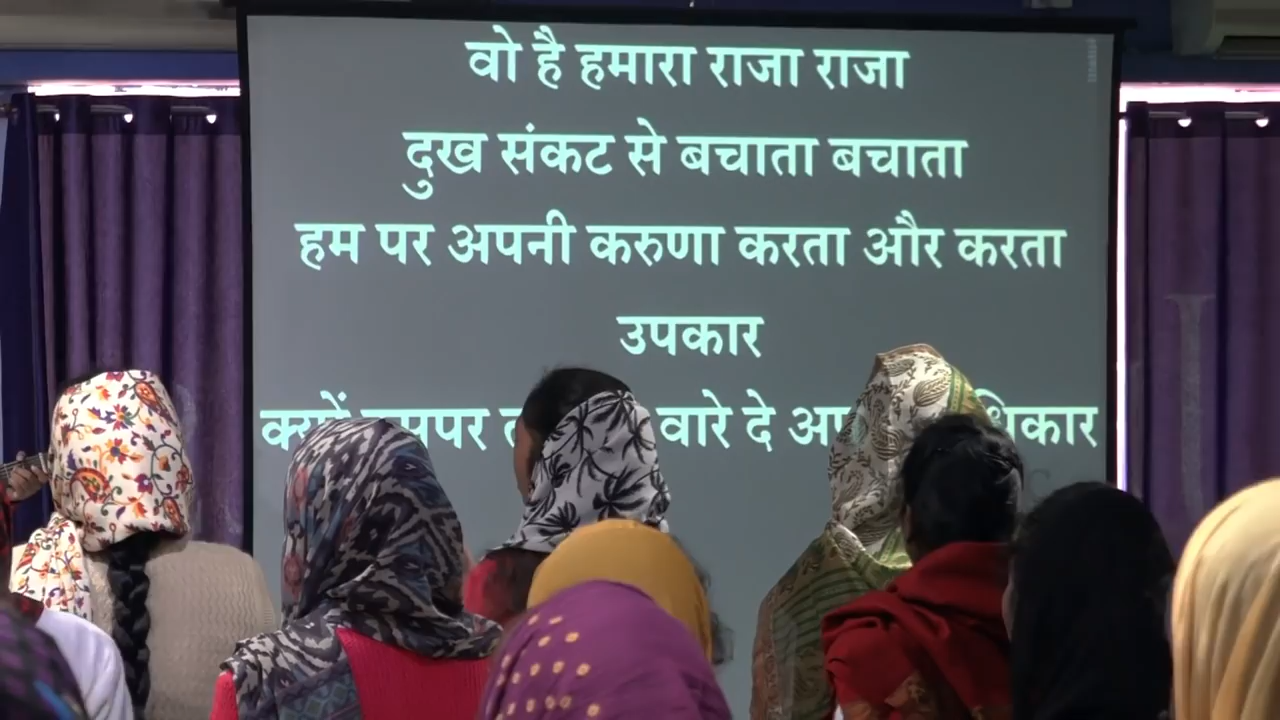 वो है हमारा राजा राजा
दुख संकट से बचाता बचाता
हम पर अपनी करुणा करता और करता
उपकार
वारे दे